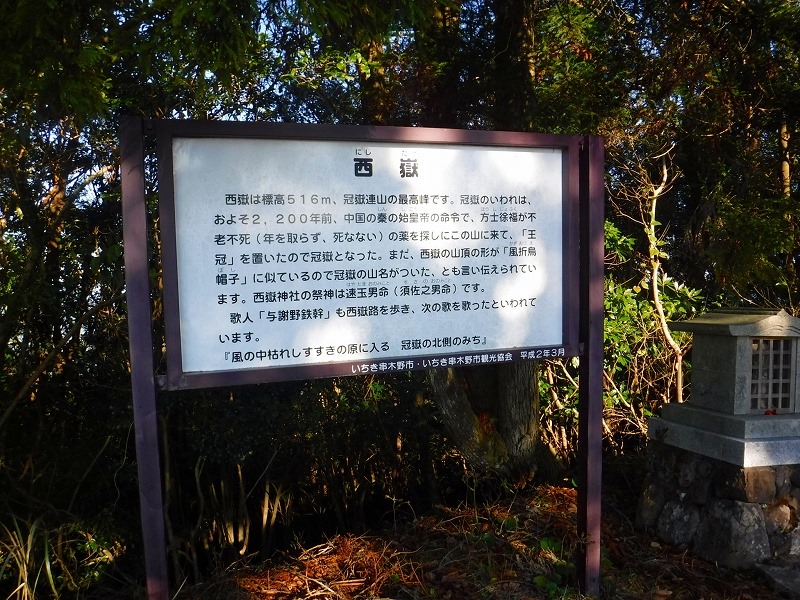 にし たけ
西嶽
西嶽は標高516m、冠嶽連山の最高峰です。冠嶽のいわれは、
およそ2,200年前、中国の秦の始皇帝の命令で、方士徐福が不
老不死（年を取らず、死なない）の薬を探しにこの山に来て、「王
冠」を置いたので冠嶽となった。まだ、西嶽の山頂の形が「風折烏
帽子」に似ているので冠嶽の山名がついた、とも言い伝えられてい
ます。西嶽神社の祭神は速玉男命（須佐之男命）です。
歌人「与謝野鉄幹」も西嶽路を歩き、次の歌を歌ったといわれて
います。
『風の中枯れしすすきの原に入る 冠嶽の北側のみち』
いちき串木野市・いちき串木野市観光協会 平成2年3月